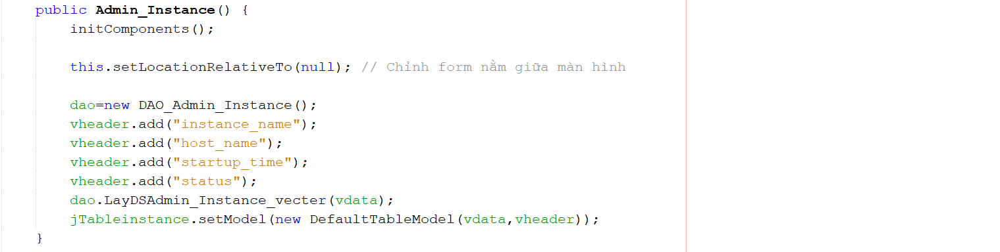 public Admin_Instance() {
initComponents();
this.setLocationRelativeTo(null); // Chỉnh form nằm giữa màn hình
dao=new DAO_Admin_Instance();
vheader.add("instance_name");
vheader.add("host_name");
vheader.add("startup_time");
vheader.add("status");
dao.LayDSAdmin_Instance_vecter(vdata);
jTableinstance.setModel(new DefaultTableModel(vdata,vheader));
}